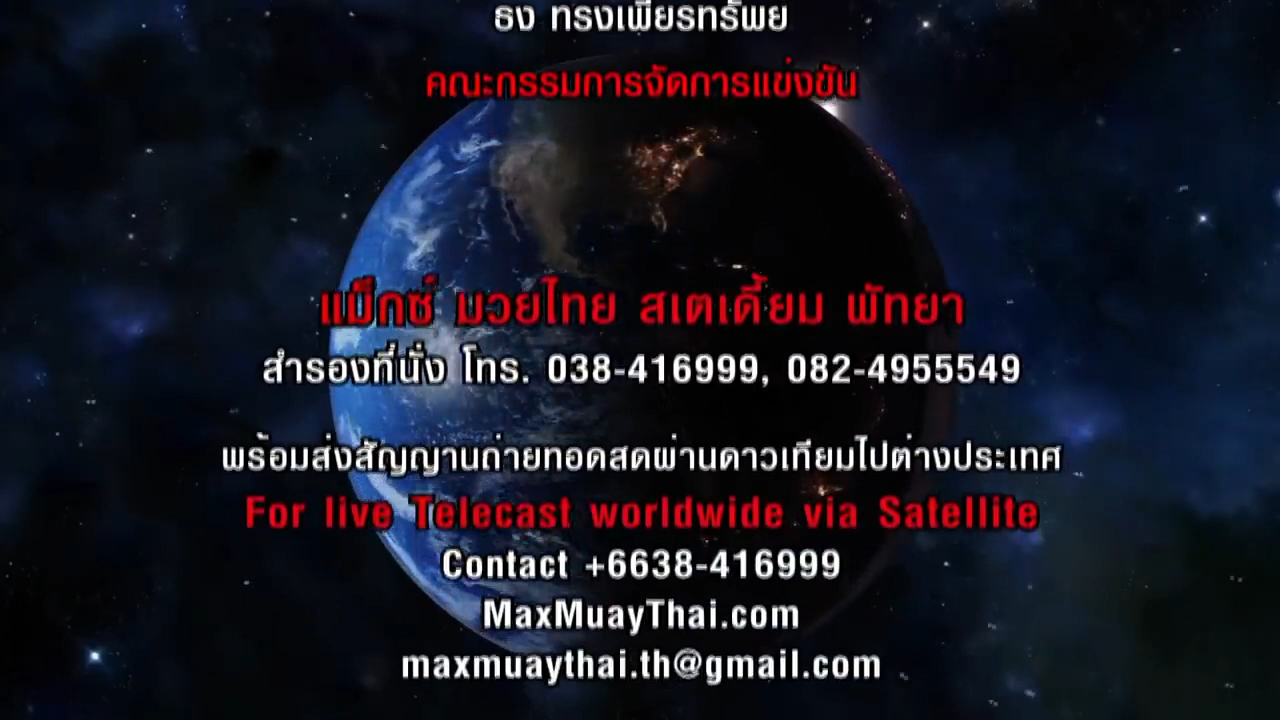 ธง ทรงเพียรทรัพย
คณะกรรมการจัดการแข่งขัน
แม็กซ์ มวยไทย สเตเดี้ยม พัทยา
สำรองที่นั่ง โทร. 038-416999, 082-4955549
พร้อมส่งสัญญานถ่ายทอดสดผ่านดาวเทียมไปต่างประเทศ
For live Telecast worldwide via Satellite
Contact +6638-416999
MaxMuayThai.com
maxmuaythai.th@gmail.com